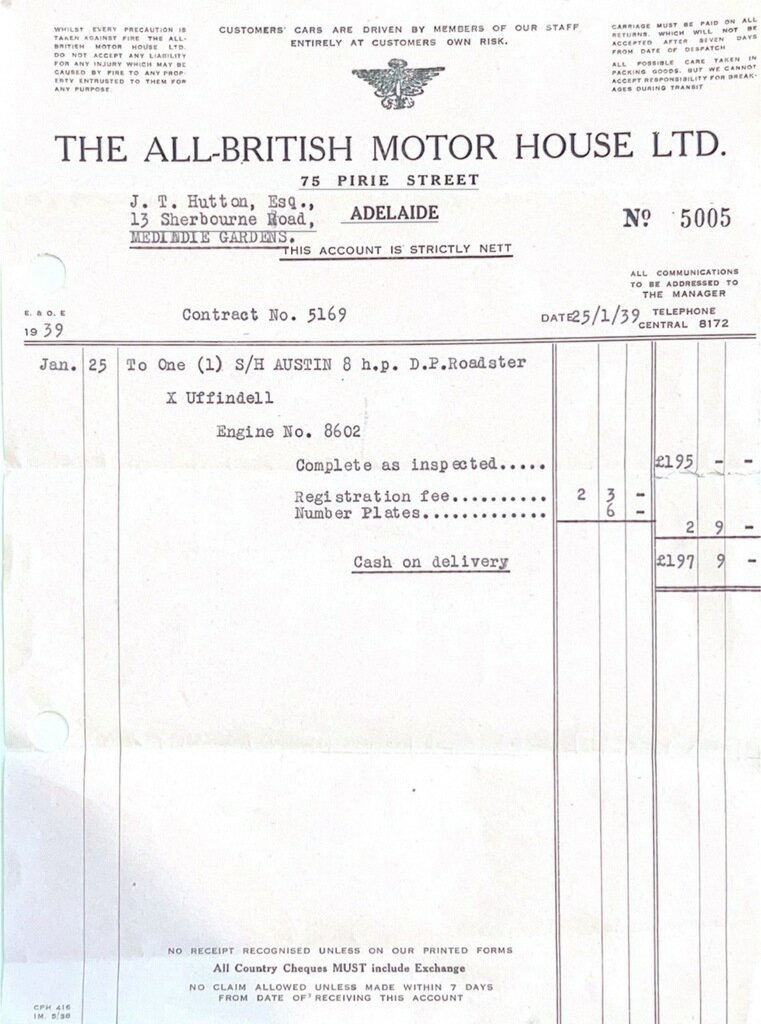 WHILST EVERY PRECAUTION IS
TAKEN AGAINST FIRE THE ALL-
BRITISH MOTOR HOUSE LTD.
DO NOT ACCEPT ANY LIABILITY
FOR ANY INJURY WHICH MAY BE
CAUSED BY FIRE TO ANY PROP-
ERTY ENTRUSTED TO THEM FOR
ANY PURPOSE
CUSTOMERS' CARS ARE DRIVEN BY MEMBERS OF OUR STAFF
ENTIRELY AT CUSTOMERS OWN RISK.
CARRIAGE MUST BE PAID ON ALL
RETURNS. WHICH WILL NOT BE
ACCEPTED AFTER SEVEN DAYS
FROM DATE OF DESPATCH
ALL POSSIBLE CARE TAKEN IN
PACKING GOODS. BUT WE CANNOT
ACCEPT RESPONSIBILITY FOR BREAK-
AGES DURING TRANSIT
THE ALL-BRITISH MOTOR HOUSE LTD.
75 PIRIE STREET
ADELAIDE
J. T. Hutton, Esq.,
13 Sherbourne Road,
MEDINDIE GARDENS.
Nº 5005
THIS ACCOUNT IS STRICTLY NETT
ALL COMMUNICATIONS
TO BE ADDRESSED TO
THE MANAGER
TELEPHONE
CENTRAL 8172
E. & O. E
1939
Contract No. 5169
DATE 25/1/39
Jan. 25 To One (1) S/H AUSTIN 8 h.p. D.P.Roadster
X Uffindell
Engine No. 8602
Complete as inspected..... £195 - -
Registration fee.......... 2 3 -
Number Plates............. 6 -
2 9 -
Cash on delivery £197 9 -
NO RECEIPT RECOGNISED UNLESS ON OUR PRINTED FORMS
All Country Cheques MUST include Exchange
NO CLAIM ALLOWED UNLESS MADE WITHIN 7 DAYS
FROM DATE OF RECEIVING THIS ACCOUNT
CPH 416